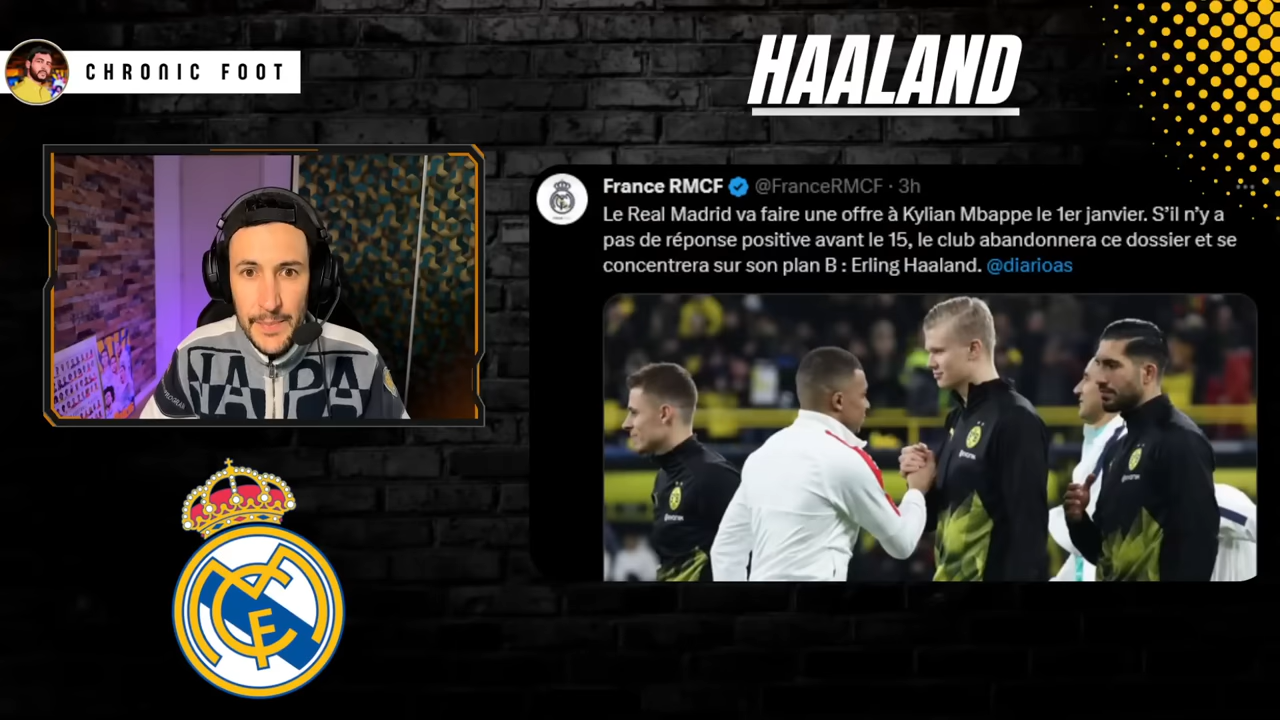 CHRONIC FOOT
HAALAND
France RMCF @FranceRMCF · 3h
Le Real Madrid va faire une offre à Kylian Mbappe le 1er janvier. S'il n'y a
pas de réponse positive avant le 15, le club abandonnera ce dossier et se
concentrera sur son plan B : Erling Haaland. @diarioas
NAPA